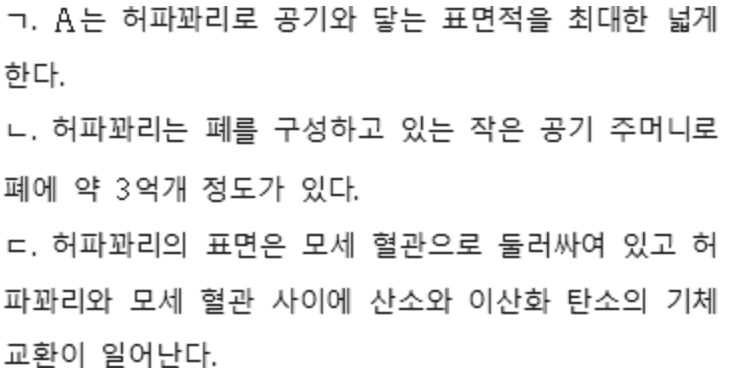 ㄱ. A는 허파꽈리로 공기와 닿는 표면적을 최대한 넓게
한다.
ㄴ. 허파꽈리는 폐를 구성하고 있는 작은 공기 주머니로
폐에 약 3억개 정도가 있다.
ㄷ. 허파꽈리의 표면은 모세 혈관으로 둘러싸여 있고 허
파꽈리와 모세 혈관 사이에 산소와 이산화 탄소의 기체
교환이 일어난다.